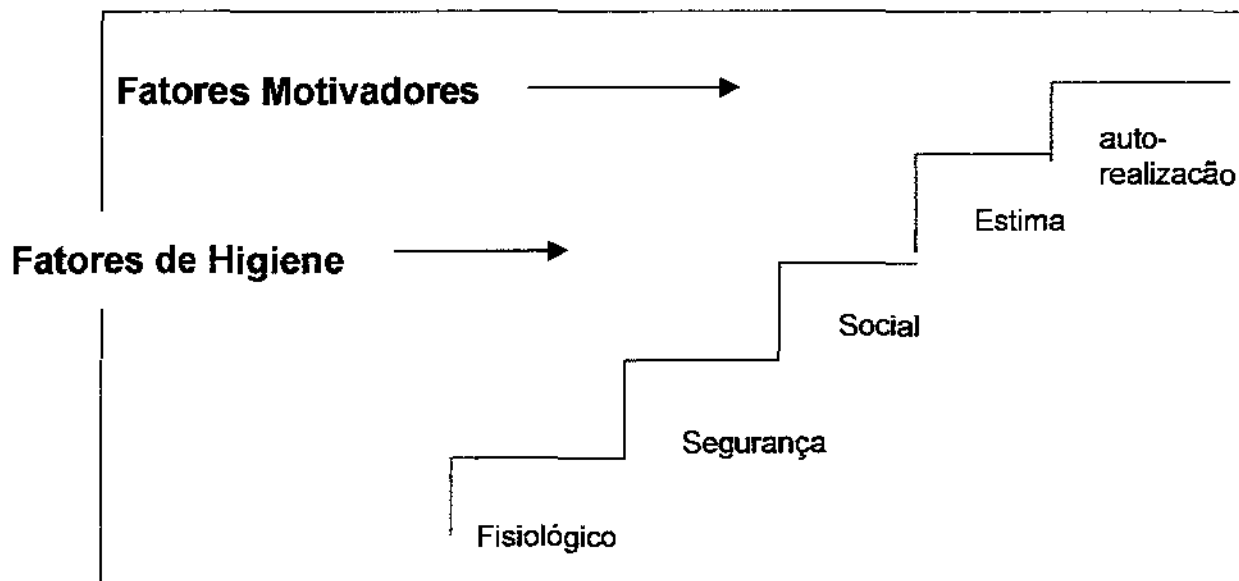 Fatores Motivadores
auto-
realizacão
Estima
Fatores de Higiene
Social
Segurança
Fisiológico